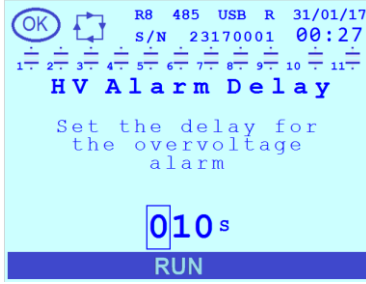 OK R8 485 USB R 31/01/17
S/N 23170001 00:27
1 2 3 4 5 6 7 8 9 10 11
HV Alarm Delay
Set the delay for
the overvoltage
alarm
010 s
RUN